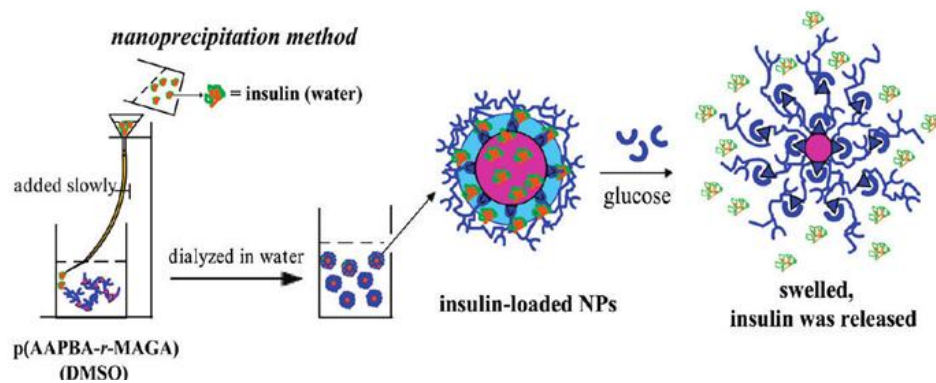 nanoprecipitation method
= insulin (water)
added slowly
dialyzed in water
p(AAPBA-r-MAGA)
(DMSO)
insulin-loaded NPs
glucose
swelled,
insulin was released